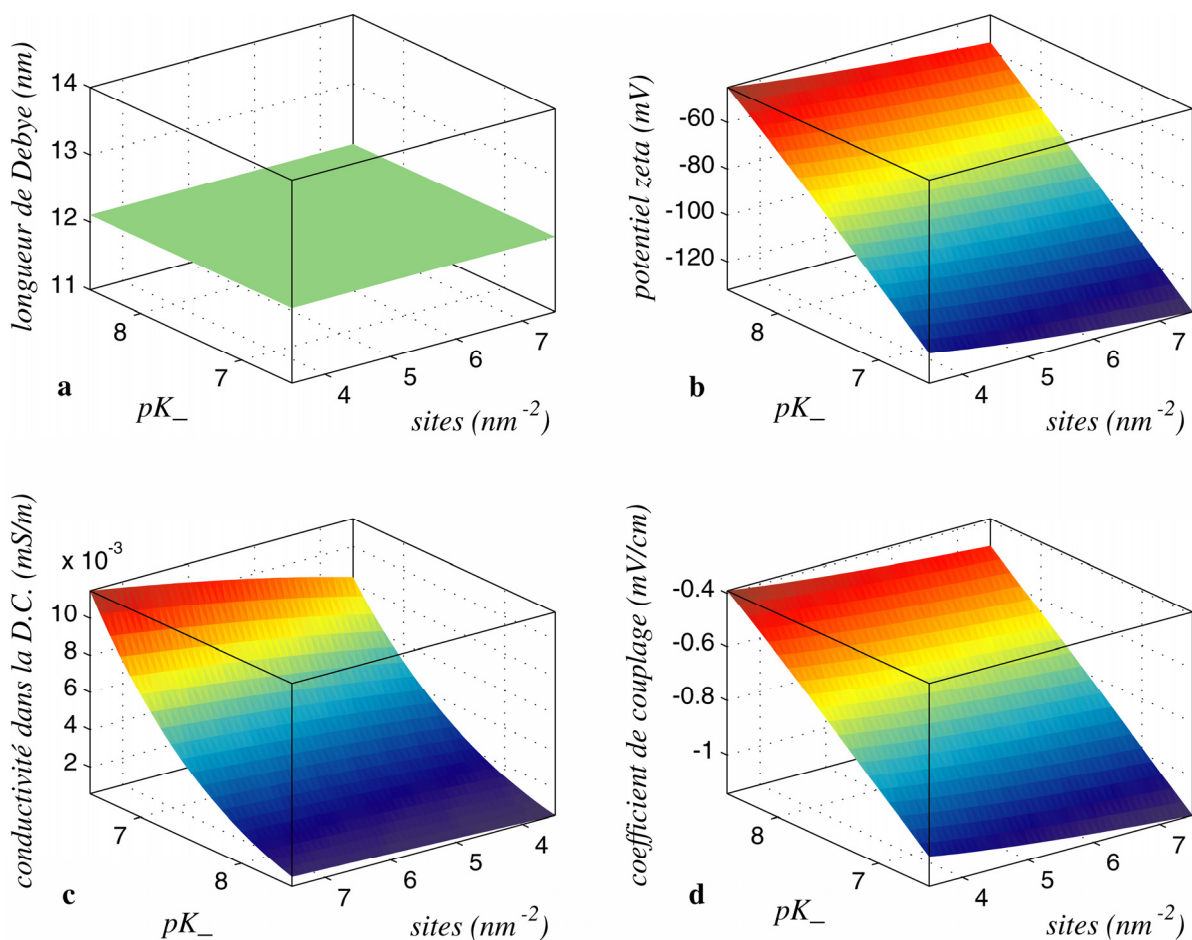 longueur de Debye (nm)
14
13
12
11
8
7
4
5
6
7
a
pK_
sites (nm-2)
potentiel zeta (mV)
-60
-80
-100
-120
8
7
4
5
6
7
b
pK_
sites (nm-2)
conductivité dans la D.C. (mS/m)
x 10-3
10
8
6
4
2
7
8
7
6
5
4
c
pK_
sites (nm-2)
coefficient de couplage (mV/cm)
-0.4
-0.6
-0.8
-1
8
7
4
5
6
7
d
pK_
sites (nm-2)